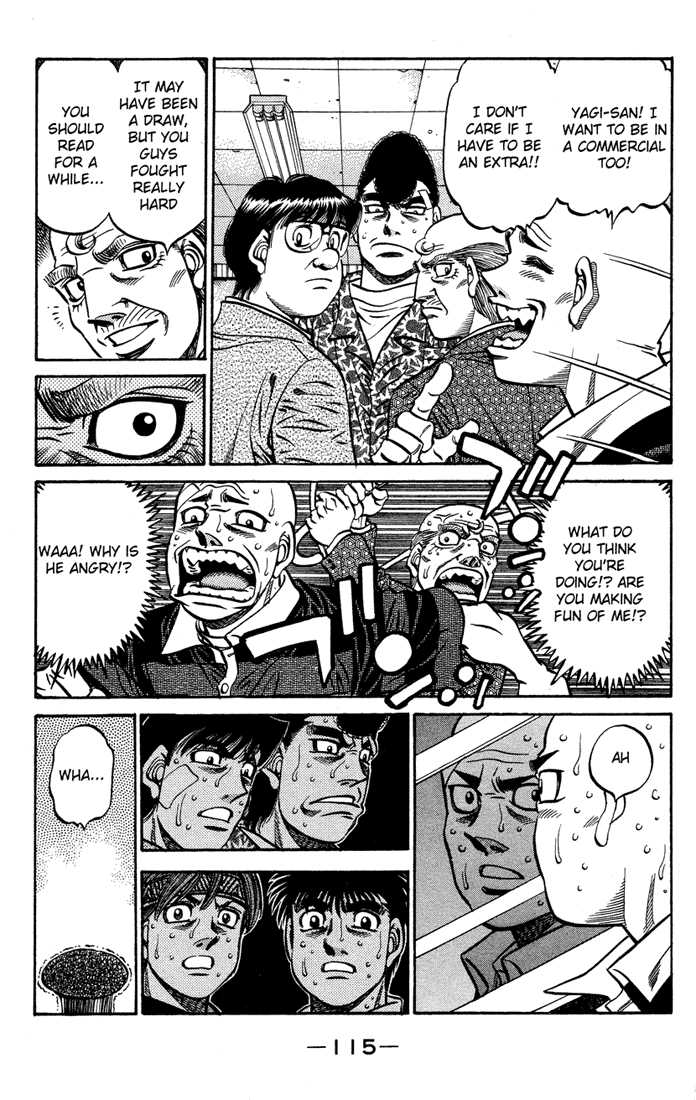 YAGI-SAN! I
WANT TO BE IN
A COMMERCIAL
TOO!
I DON'T
CARE IF I
HAVE TO BE
AN EXTRA!!
IT MAY
HAVE BEEN
A DRAW,
BUT YOU
GUYS
FOUGHT
REALLY
HARD
YOU
SHOULD
READ
FOR A
WHILE...
WHAT DO
YOU THINK
YOU'RE
DOING!? ARE
YOU MAKING
FUN OF ME!?
WAAA! WHY IS
HE ANGRY!?
AH
WHA...
—115—